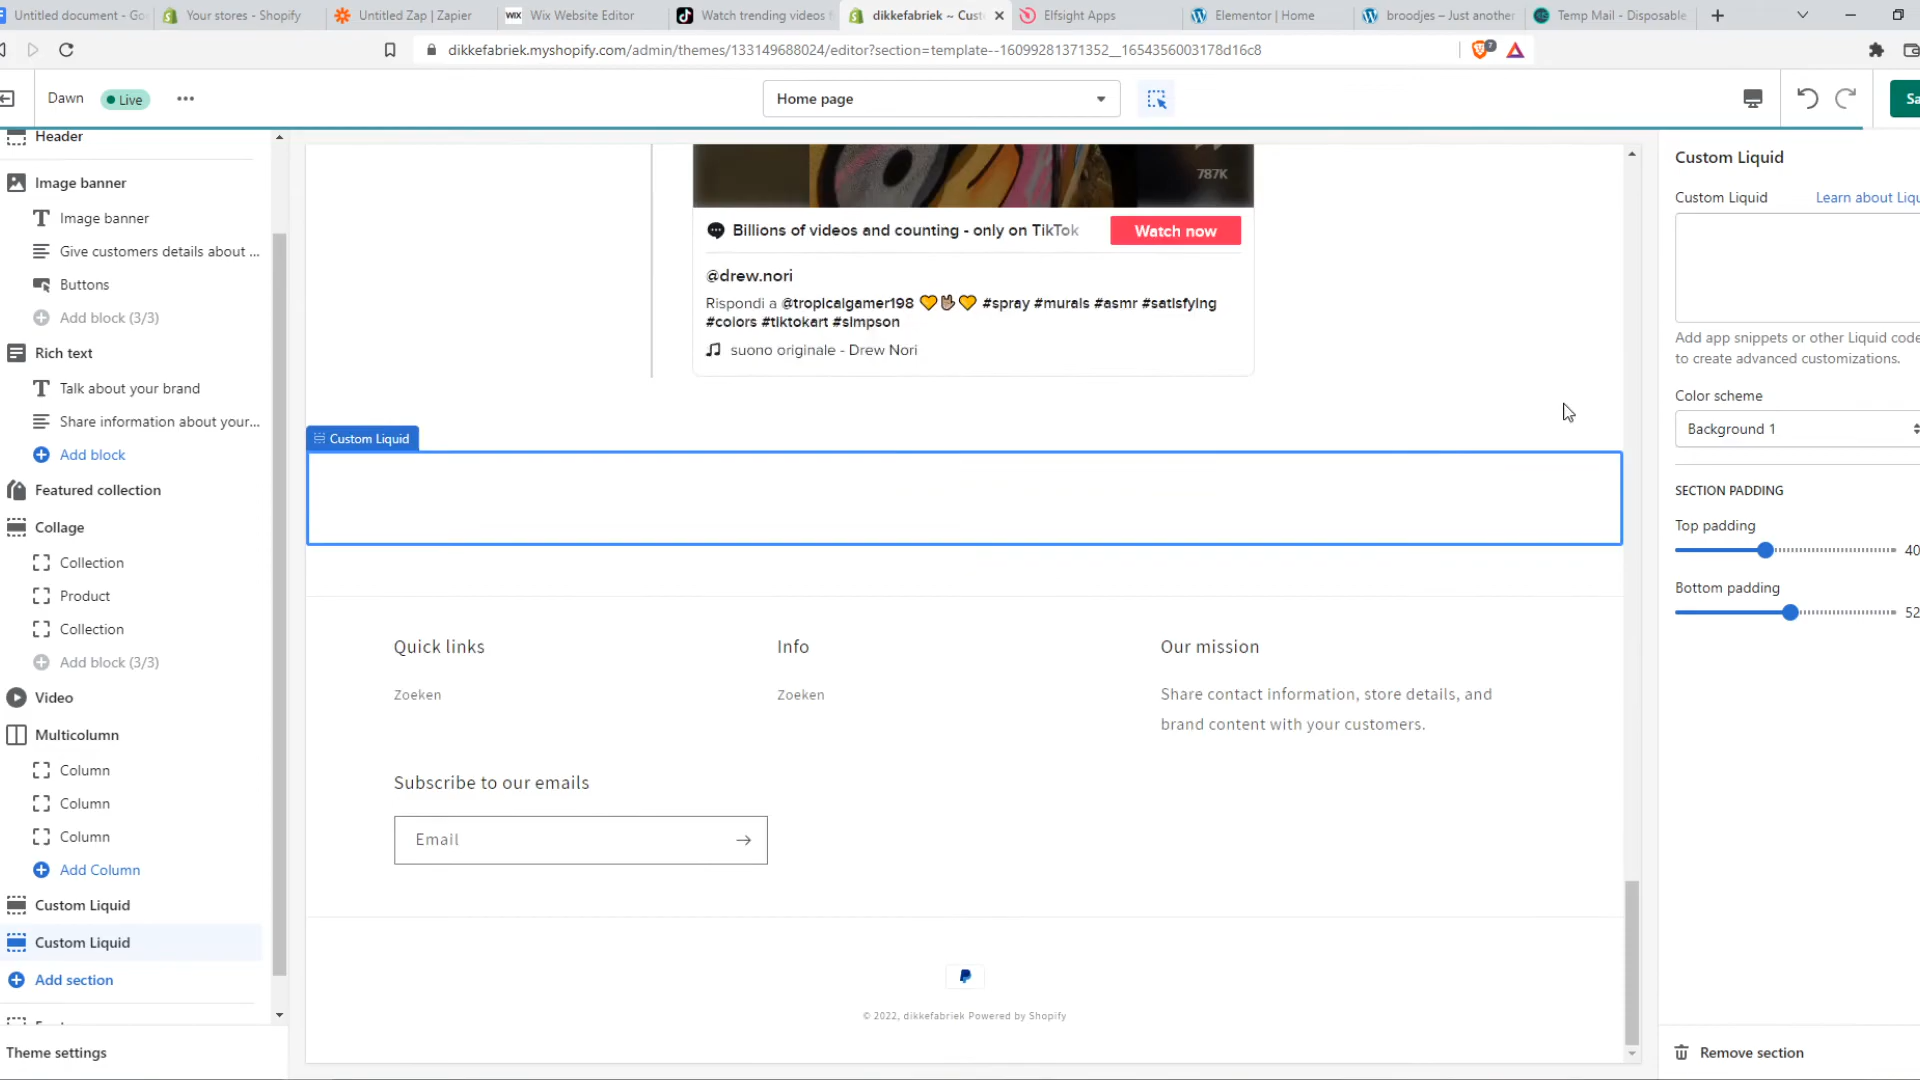 Untitled document - Go
Your stores - Shopify
Untitled Zap | Zapier
WIX Wix Website Editor
Watch trending videos f
dikkefabriek ~ Cust
Elfsight Apps
Elementor | Home
broodjes – Just another
Temp Mail - Disposable
dikkefabriek.myshopify.com/admin/themes/133149688024/editor?section=template--16099281371352__1654356003178d16c8
7
Dawn
Live
Home page
Sa
Header
Image banner
Image banner
Give customers details about ...
Buttons
Add block (3/3)
Rich text
Talk about your brand
Share information about your...
Add block
Featured collection
Collage
Collection
Product
Collection
Add block (3/3)
Video
Multicolumn
Column
Column
Column
Add Column
Custom Liquid
Custom Liquid
Add section
Theme settings
787K
Billions of videos and counting - only on TikTok
Watch now
@drew.nori
Rispondi a @tropicalgamer198 💛🤟🏽💛 #spray #murals #asmr #satisfying
#colors #tiktokart #simpson
suono originale - Drew Nori
Custom Liquid
Quick links
Zoeken
Info
Zoeken
Our mission
Share contact information, store details, and
brand content with your customers.
Subscribe to our emails
Email
© 2022, dikkefabriek Powered by Shopify
Custom Liquid
Custom Liquid
Learn about Liqu
Add app snippets or other Liquid code
to create advanced customizations.
Color scheme
Background 1
SECTION PADDING
Top padding
40
Bottom padding
52
Remove section